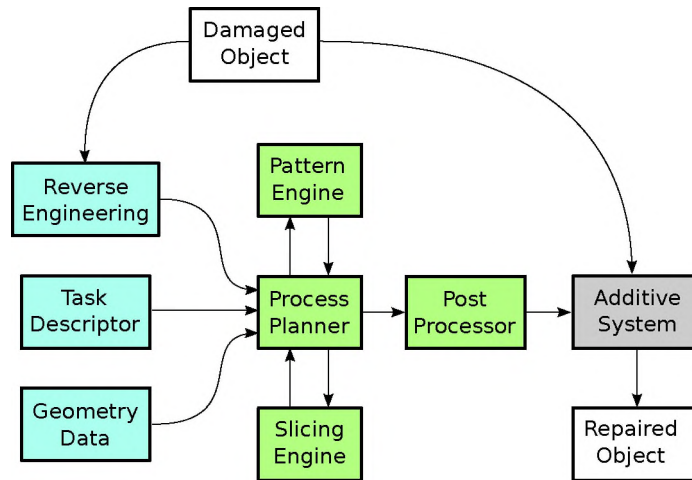 Damaged
Object
Reverse
Engineering
Pattern
Engine
Task
Descriptor
Process
Planner
Post
Processor
Additive
System
Geometry
Data
Slicing
Engine
Repaired
Object